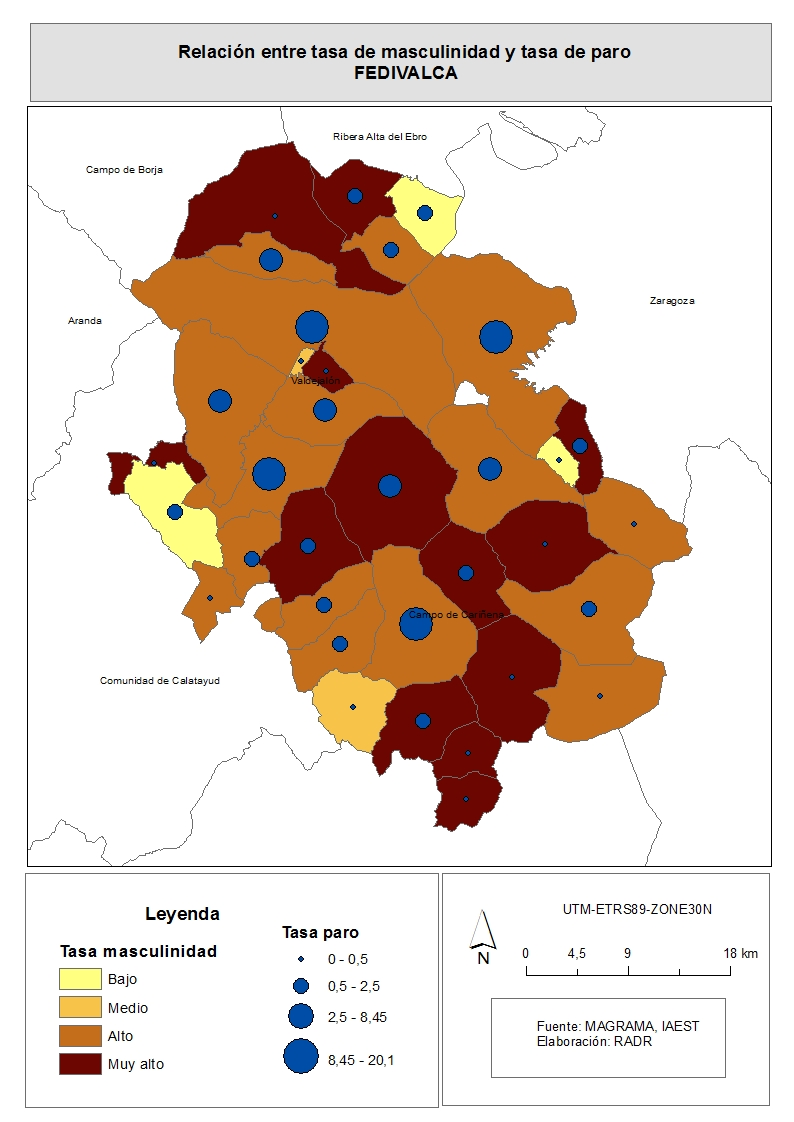 Relación entre tasa de masculinidad y tasa de paro
FEDIVALCA
Ribera Alta del Ebro
Campo de Borja
Zaragoza
Aranda
Valdejalón
Campo de Cariñena
Comunidad de Calatayud
Leyenda
Tasa masculinidad
Bajo
Medio
Alto
Muy alto
Tasa paro
0 - 0,5
0,5 - 2,5
2,5 - 8,45
8,45 - 20,1
N
UTM-ETRS89-ZONE30N
0 4,5 9 18 km
Fuente: MAGRAMA, IAEST
Elaboración: RADR